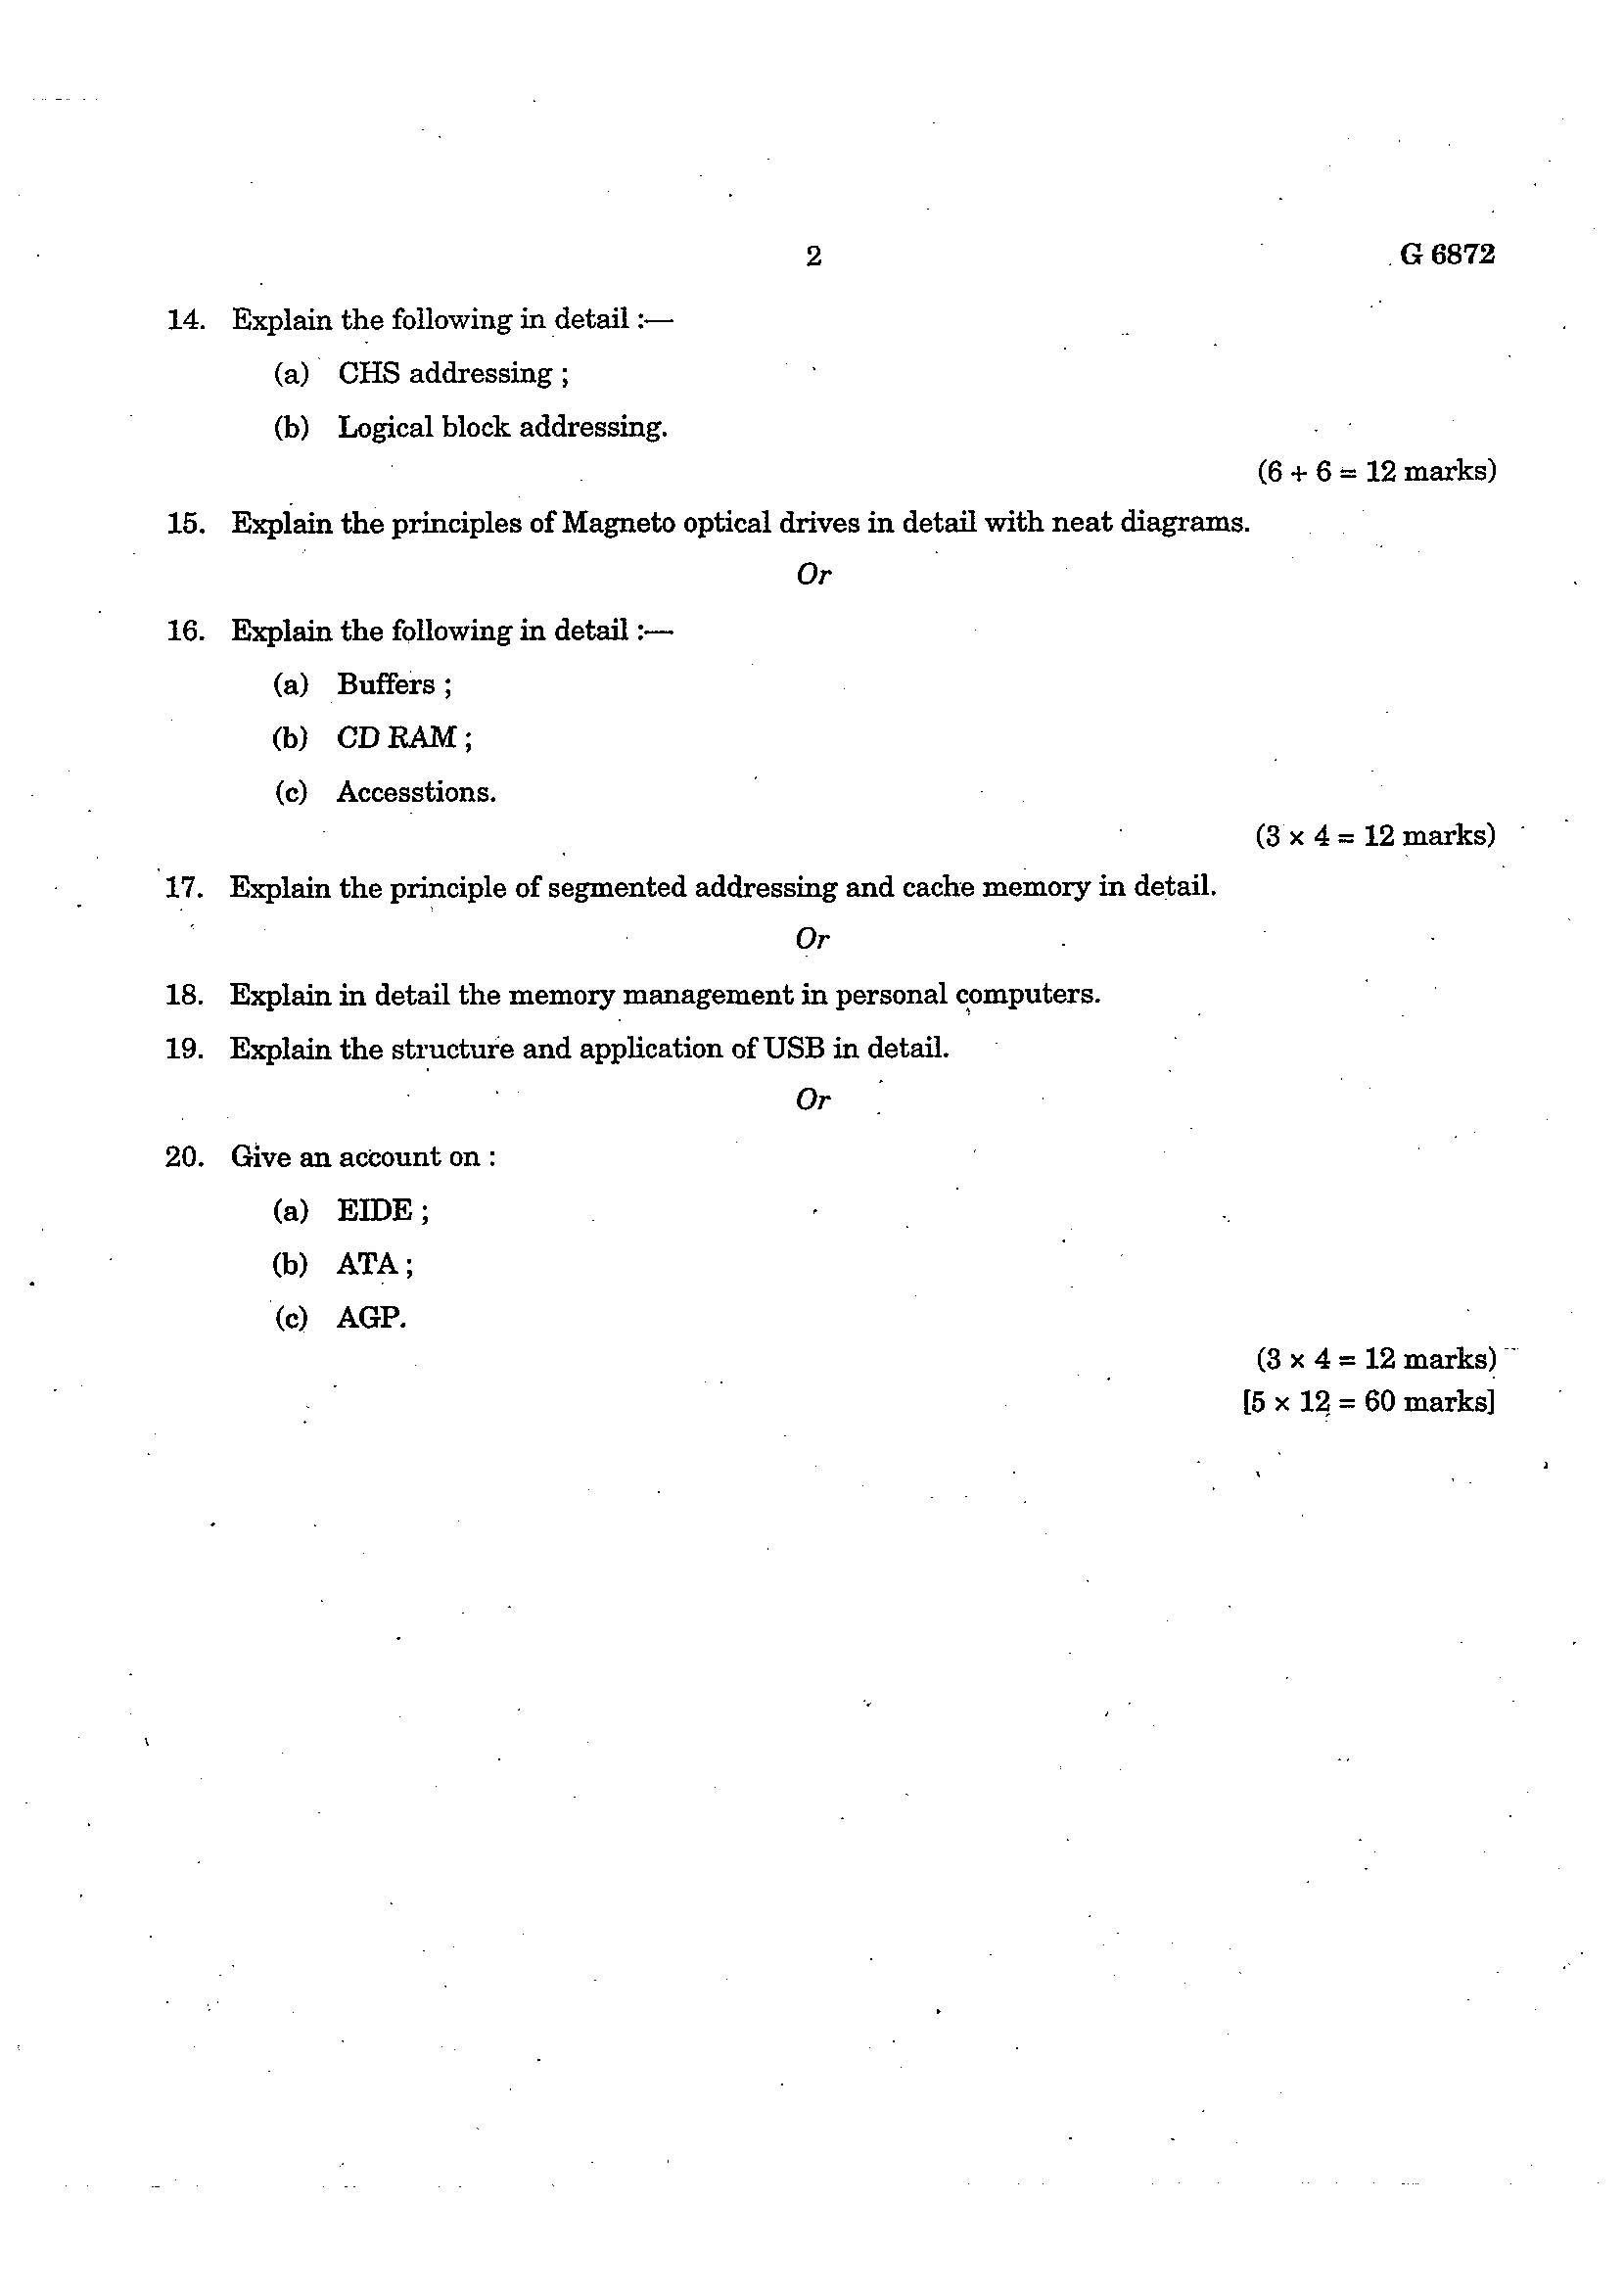 2 G 6872
14. Explain the following in detail :—
(a) CHS addressing ;
(b) Logical block addressing.
(6 + 6 = 12 marks)
15. Explain the principles of Magneto optical drives in detail with neat diagrams.
Or
16. Explain the following in detail :—
(a) Buffers ;
(b) CD RAM ;
(c) Accesstions.
(3 × 4 = 12 marks)
17. Explain the principle of segmented addressing and cache memory in detail.
Or
18. Explain in detail the memory management in personal computers.
19. Explain the structure and application of USB in detail.
Or
20. Give an account on :
(a) EIDE ;
(b) ATA ;
(c) AGP.
(3 × 4 = 12 marks)
[5 × 12 = 60 marks]